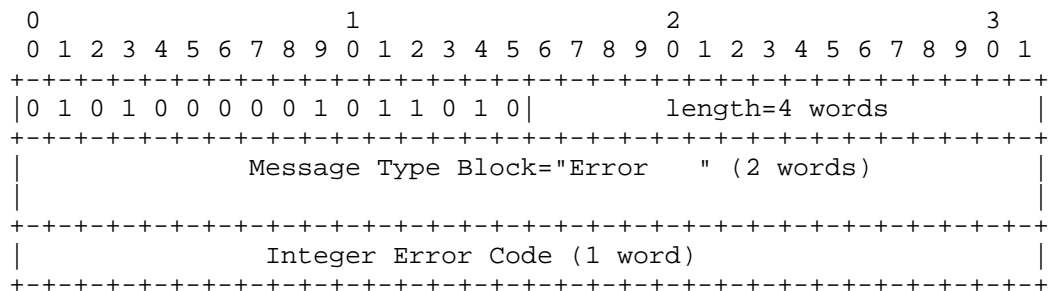 0                   1                   2                   3
 0 1 2 3 4 5 6 7 8 9 0 1 2 3 4 5 6 7 8 9 0 1 2 3 4 5 6 7 8 9 0 1
+-+-+-+-+-+-+-+-+-+-+-+-+-+-+-+-+-+-+-+-+-+-+-+-+-+-+-+-+-+-+-+-+
|0 1 0 1 0 0 0 0 0 1 0 1 1 0 1 0|        length=4 words         |
+-+-+-+-+-+-+-+-+-+-+-+-+-+-+-+-+-+-+-+-+-+-+-+-+-+-+-+-+-+-+-+-+
|              Message Type Block="Error   " (2 words)          |
|                                                               |
+-+-+-+-+-+-+-+-+-+-+-+-+-+-+-+-+-+-+-+-+-+-+-+-+-+-+-+-+-+-+-+-+
|               Integer Error Code (1 word)                     |
+-+-+-+-+-+-+-+-+-+-+-+-+-+-+-+-+-+-+-+-+-+-+-+-+-+-+-+-+-+-+-+-+